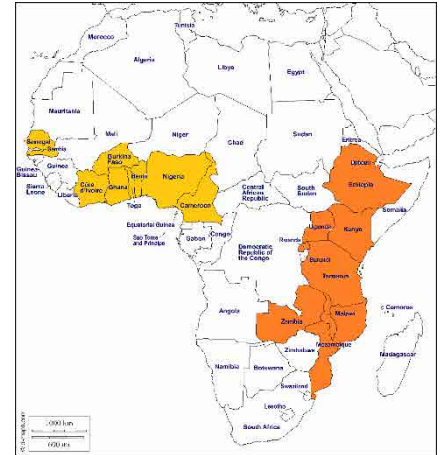 Tunisia
Morocco
Algeria
Libya
Egypt
Mauritania
Mali
Niger
Chad
Sudan
Eritrea
Senegal
Gambia
Guinea-
Bissau
Guinea
Sierra
Leone
Liberia
Côte
d'Ivoire
Burkina
Faso
Ghana
Benin
Togo
Nigeria
Cameroon
Central
African
Republic
South
Sudan
Djibouti
Ethiopia
Somalia
Equatorial Guinea
Sao Tome
and Principe
Gabon
Congo
Democratic
Republic of
the Congo
Uganda
Kenya
Rwanda
Burundi
Tanzania
Angola
Zambia
Malawi
Mozambique
Comoros
Madagascar
Zimbabwe
Namibia
Botswana
Swaziland
Lesotho
South Africa
600 mi